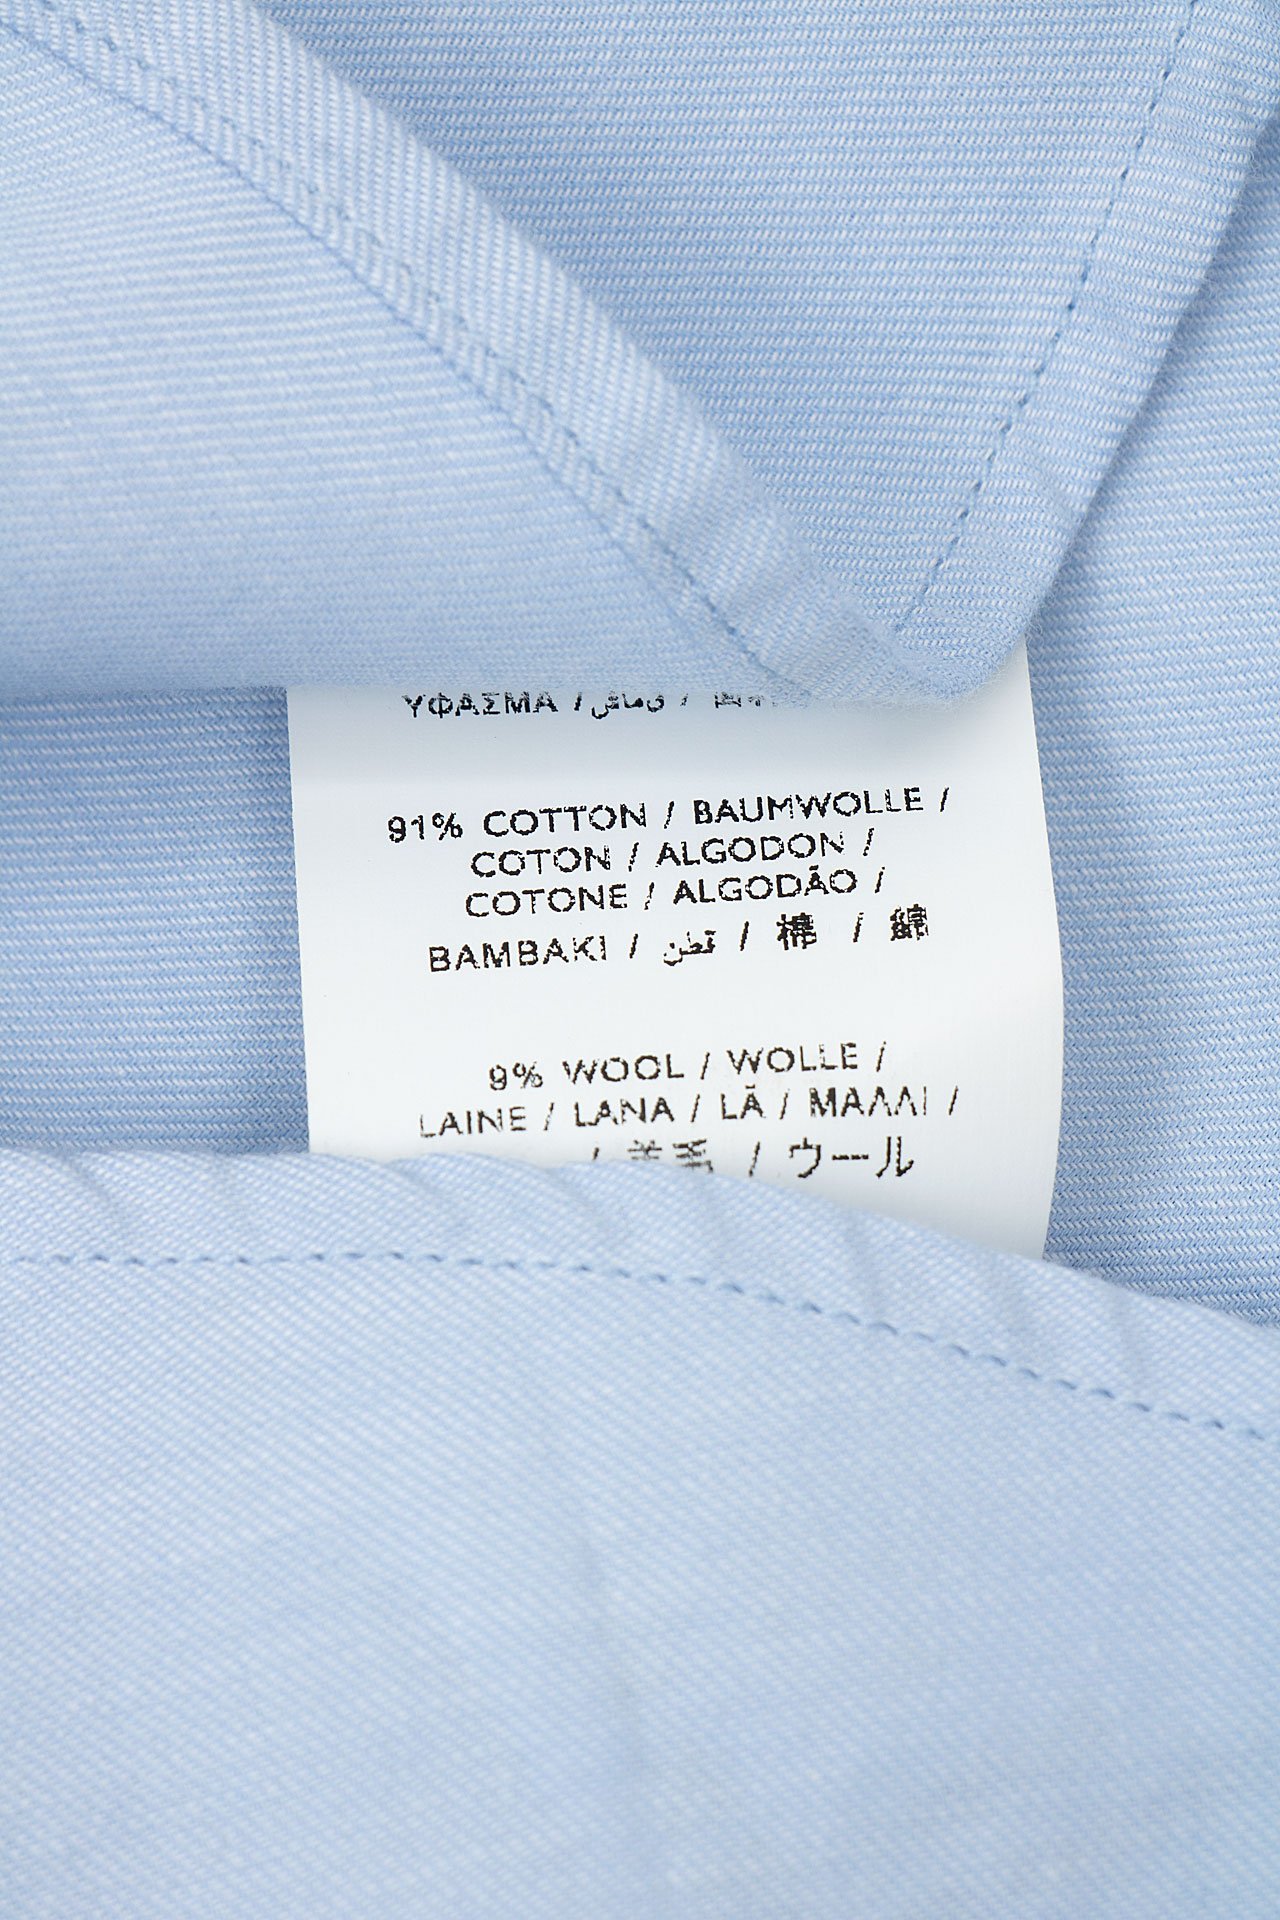 ΥΦΑΣΜΑ / قماش /
91% COTTON / BAUMWOLLE /
COTON / ALGODON /
COTONE / ALGODÃO /
BAMBAKI / قطن / 棉 / 綿
9% WOOL / WOLLE /
LAINE / LANA / LÃ / ΜΑΛΛΙ /
/ 羊毛 / ウール